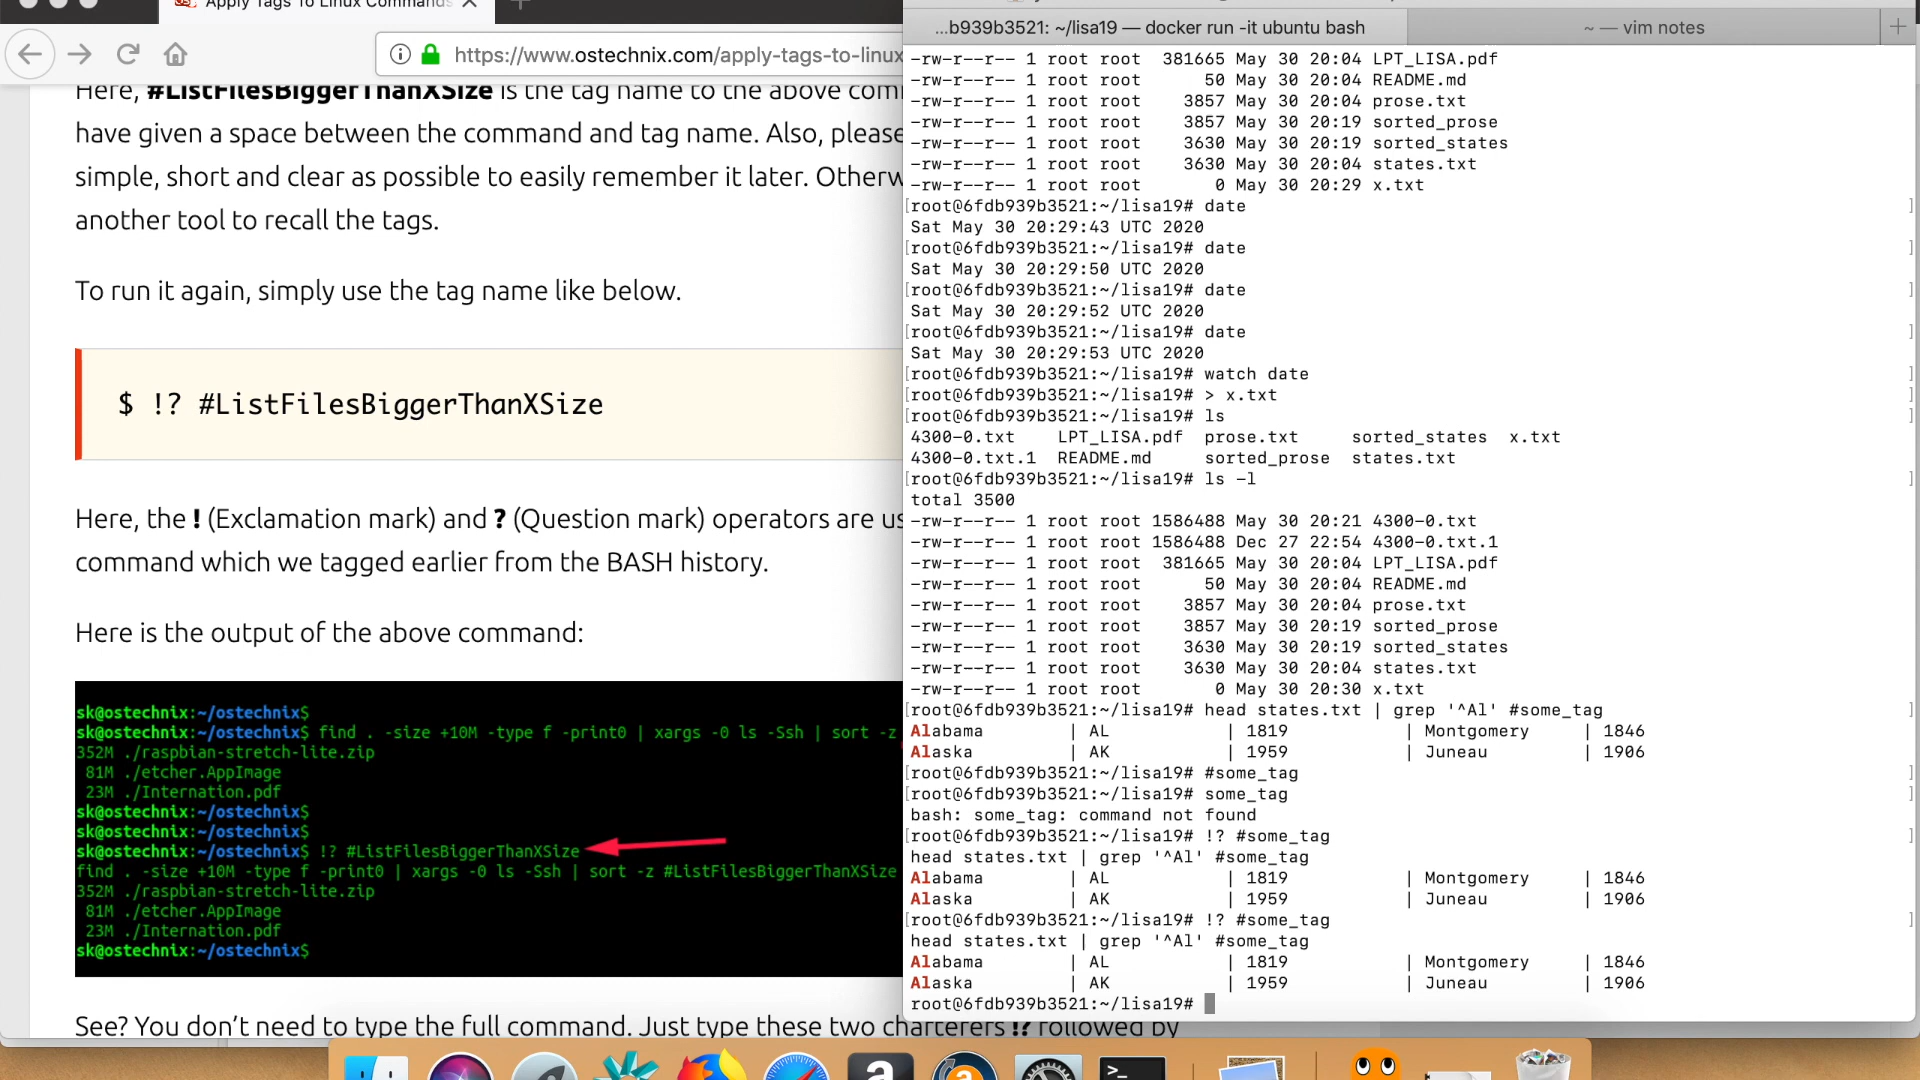 Apply Tags To Linux Commands
https://www.ostechnix.com/apply-tags-to-linux
Here, #ListFilesBiggerThanXSize is the tag name to the above com
have given a space between the command and tag name. Also, please
simple, short and clear as possible to easily remember it later. Otherw
another tool to recall the tags.
To run it again, simply use the tag name like below.
$ !? #ListFilesBiggerThanXSize
Here, the ! (Exclamation mark) and ? (Question mark) operators are us
command which we tagged earlier from the BASH history.
Here is the output of the above command:
sk@ostechnix:~/ostechnix$
sk@ostechnix:~/ostechnix$ find . -size +10M -type f -print0 | xargs -0 ls -Ssh | sort -z
352M ./raspbian-stretch-lite.zip
81M ./etcher.AppImage
23M ./Internation.pdf
sk@ostechnix:~/ostechnix$
sk@ostechnix:~/ostechnix$
sk@ostechnix:~/ostechnix$ !? #ListFilesBiggerThanXSize
find . -size +10M -type f -print0 | xargs -0 ls -Ssh | sort -z #ListFilesBiggerThanXSize
352M ./raspbian-stretch-lite.zip
81M ./etcher.AppImage
23M ./Internation.pdf
sk@ostechnix:~/ostechnix$
See? You don't need to type the full command. Just type these two charterers !? followed by
...b939b3521: ~/lisa19 — docker run -it ubuntu bash
~ — vim notes
-rw-r--r-- 1 root root 381665 May 30 20:04 LPT_LISA.pdf
-rw-r--r-- 1 root root 50 May 30 20:04 README.md
-rw-r--r-- 1 root root 3857 May 30 20:04 prose.txt
-rw-r--r-- 1 root root 3857 May 30 20:19 sorted_prose
-rw-r--r-- 1 root root 3630 May 30 20:19 sorted_states
-rw-r--r-- 1 root root 3630 May 30 20:04 states.txt
-rw-r--r-- 1 root root 0 May 30 20:29 x.txt
[root@6fdb939b3521:~/lisa19# date ]
Sat May 30 20:29:43 UTC 2020
[root@6fdb939b3521:~/lisa19# date ]
Sat May 30 20:29:50 UTC 2020
[root@6fdb939b3521:~/lisa19# date ]
Sat May 30 20:29:52 UTC 2020
[root@6fdb939b3521:~/lisa19# date ]
Sat May 30 20:29:53 UTC 2020
[root@6fdb939b3521:~/lisa19# watch date ]
[root@6fdb939b3521:~/lisa19# > x.txt ]
[root@6fdb939b3521:~/lisa19# ls ]
4300-0.txt LPT_LISA.pdf prose.txt sorted_states x.txt
4300-0.txt.1 README.md sorted_prose states.txt
[root@6fdb939b3521:~/lisa19# ls -l ]
total 3500
-rw-r--r-- 1 root root 1586488 May 30 20:21 4300-0.txt
-rw-r--r-- 1 root root 1586488 Dec 27 22:54 4300-0.txt.1
-rw-r--r-- 1 root root 381665 May 30 20:04 LPT_LISA.pdf
-rw-r--r-- 1 root root 50 May 30 20:04 README.md
-rw-r--r-- 1 root root 3857 May 30 20:04 prose.txt
-rw-r--r-- 1 root root 3857 May 30 20:19 sorted_prose
-rw-r--r-- 1 root root 3630 May 30 20:19 sorted_states
-rw-r--r-- 1 root root 3630 May 30 20:04 states.txt
-rw-r--r-- 1 root root 0 May 30 20:30 x.txt
[root@6fdb939b3521:~/lisa19# head states.txt | grep '^Al' #some_tag ]
Alabama | AL | 1819 | Montgomery | 1846
Alaska | AK | 1959 | Juneau | 1906
[root@6fdb939b3521:~/lisa19# #some_tag ]
[root@6fdb939b3521:~/lisa19# some_tag ]
bash: some_tag: command not found
[root@6fdb939b3521:~/lisa19# !? #some_tag ]
head states.txt | grep '^Al' #some_tag
Alabama | AL | 1819 | Montgomery | 1846
Alaska | AK | 1959 | Juneau | 1906
[root@6fdb939b3521:~/lisa19# !? #some_tag ]
head states.txt | grep '^Al' #some_tag
Alabama | AL | 1819 | Montgomery | 1846
Alaska | AK | 1959 | Juneau | 1906
root@6fdb939b3521:~/lisa19#